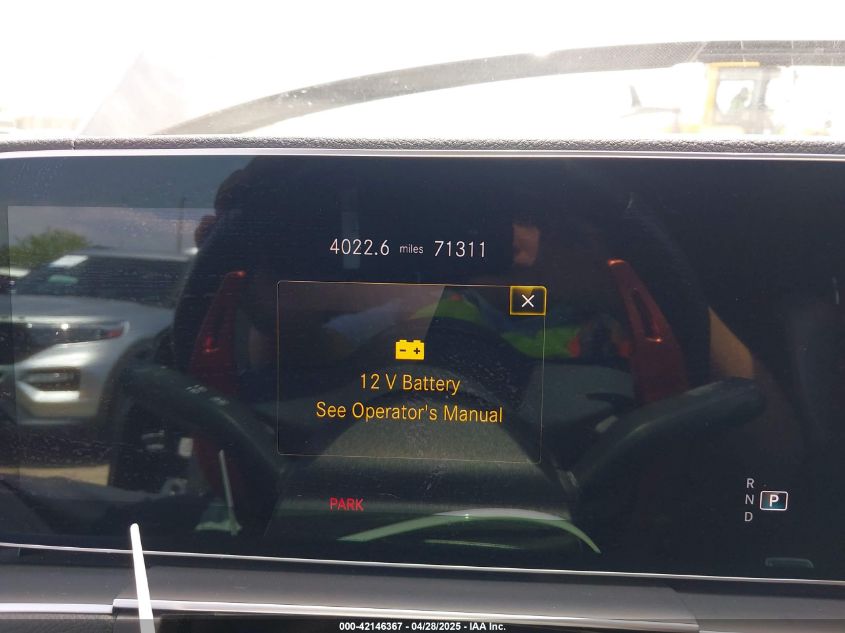 4022.6 miles 71311
12 V Battery
See Operator's Manual
PARK
R
N P
D
000-42146367 - 04/28/2025 - IAA Inc.